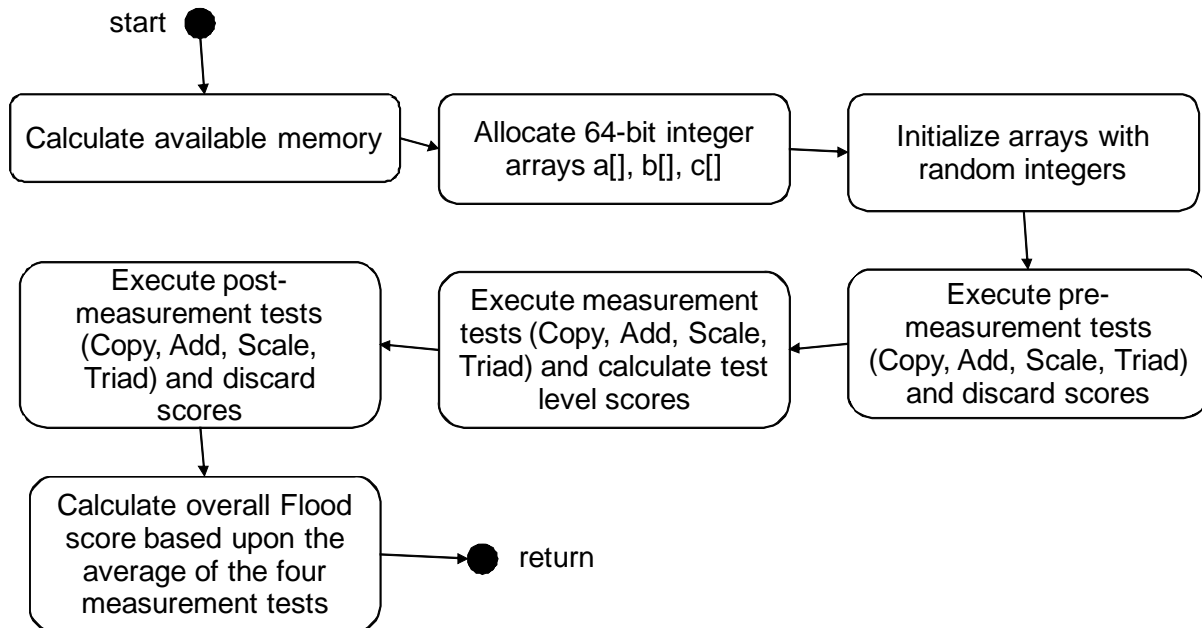 start
Calculate available memory
Allocate 64-bit integer
arrays a[], b[], c[]
Initialize arrays with
random integers
Execute pre-
measurement tests
(Copy, Add, Scale, Triad)
and discard scores
Execute measurement
tests (Copy, Add, Scale,
Triad) and calculate test
level scores
Execute post-
measurement tests
(Copy, Add, Scale,
Triad) and discard
scores
Calculate overall Flood
score based upon the
average of the four
measurement tests
return